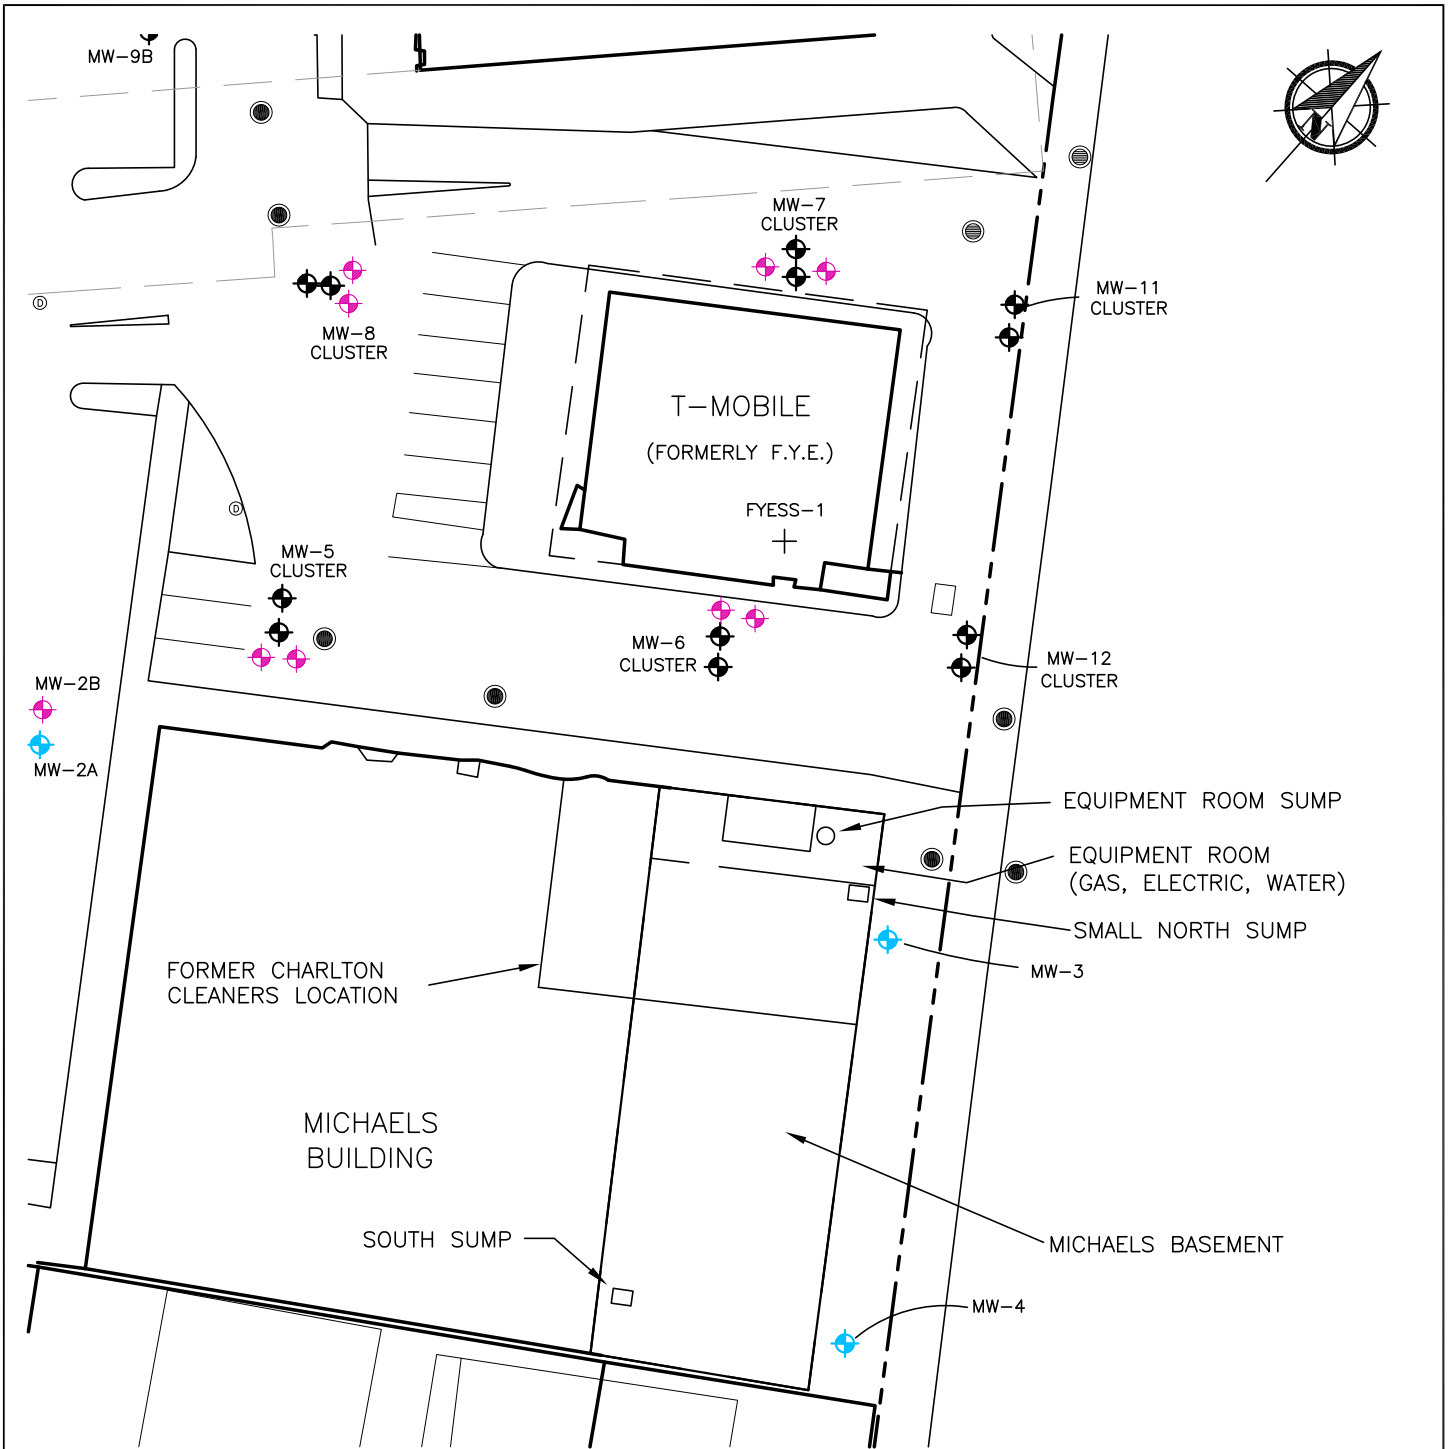 MW-9B
MW-7
CLUSTER
MW-11
CLUSTER
MW-8
CLUSTER
D
T-MOBILE
(FORMERLY F.Y.E.)
FYESS-1
D
MW-5
CLUSTER
MW-6
CLUSTER
MW-12
CLUSTER
MW-2B
MW-2A
EQUIPMENT ROOM SUMP
EQUIPMENT ROOM
(GAS, ELECTRIC, WATER)
SMALL NORTH SUMP
MW-3
FORMER CHARLTON
CLEANERS LOCATION
MICHAELS
BUILDING
SOUTH SUMP
MICHAELS BASEMENT
MW-4